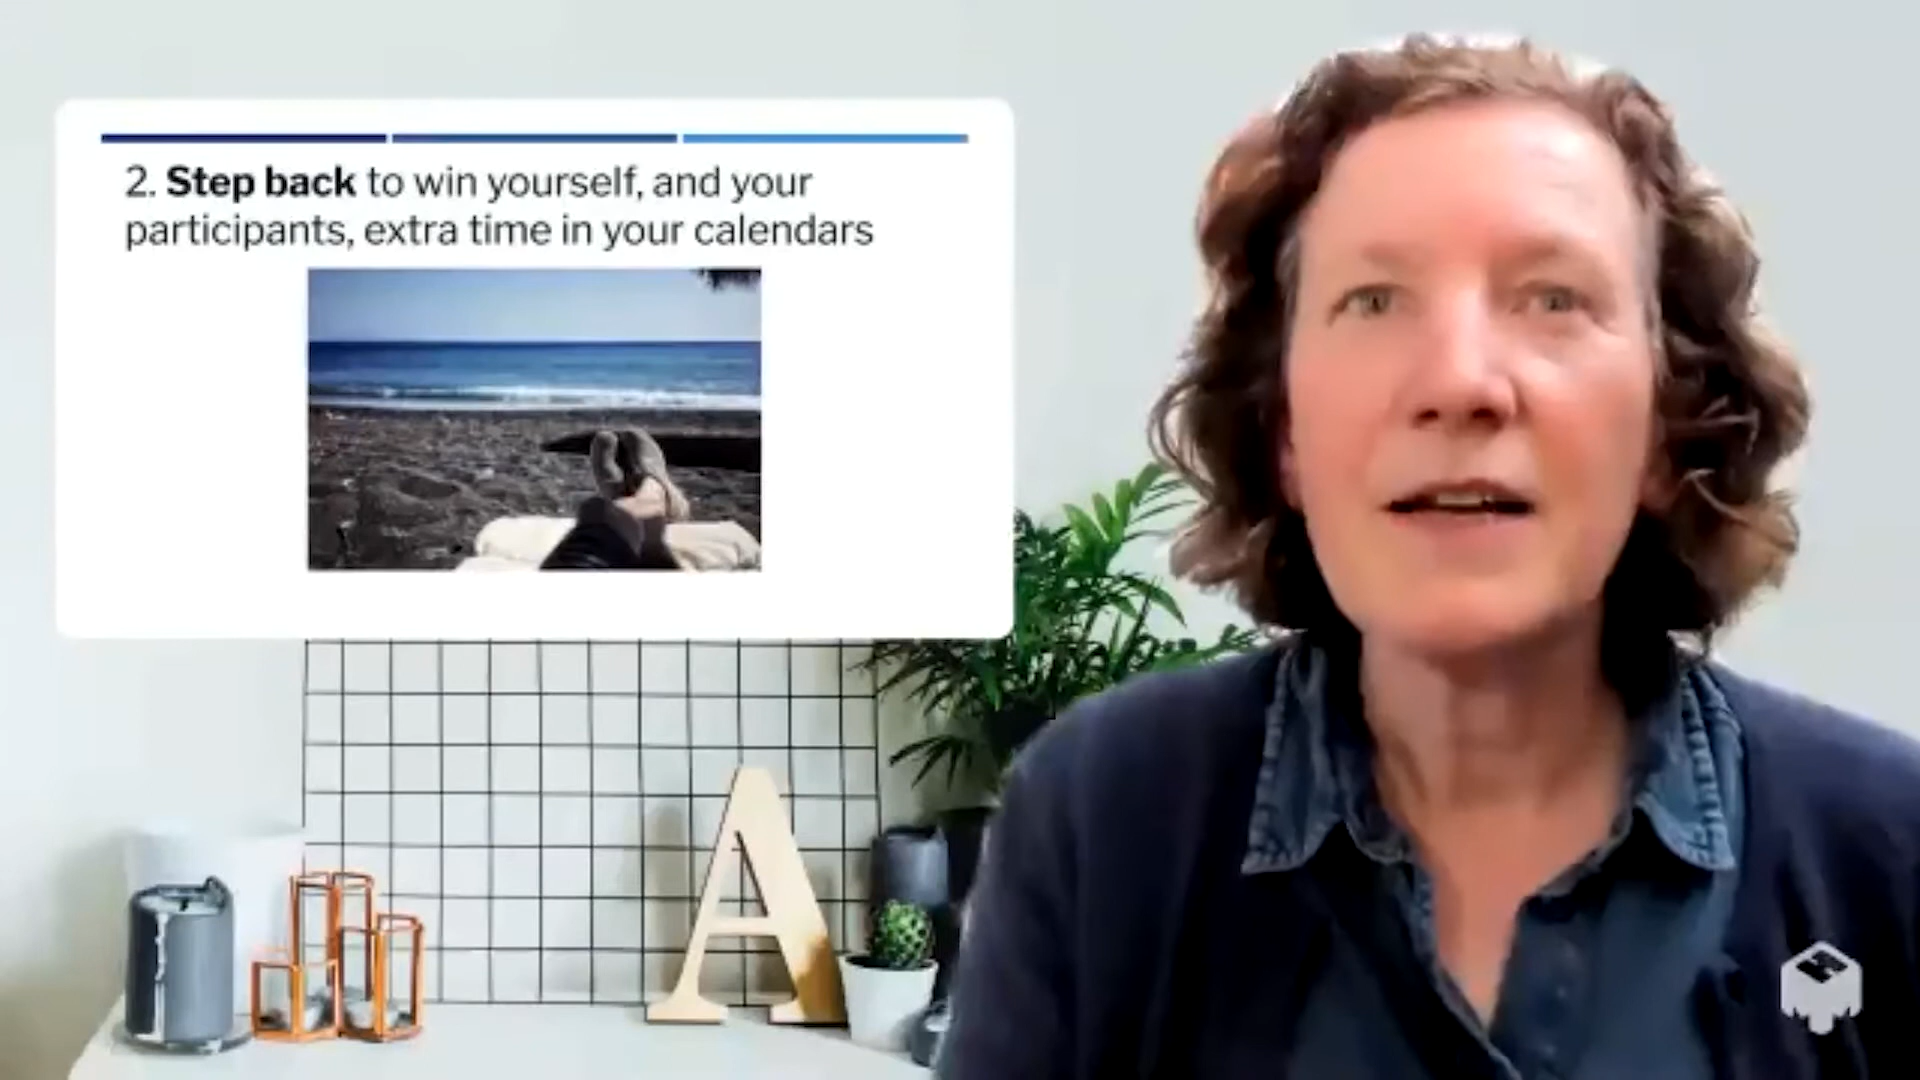 2. Step back to win yourself, and your
participants, extra time in your calendars
A